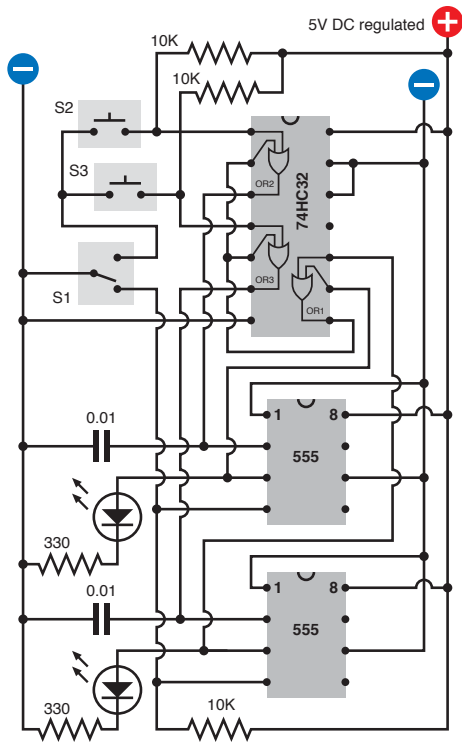 5V DC regulated
10K
10K
S2
S3
S1
OR2
OR3
OR1
74HC32
0.01
1 8
555
330
0.01
1 8
555
330
10K